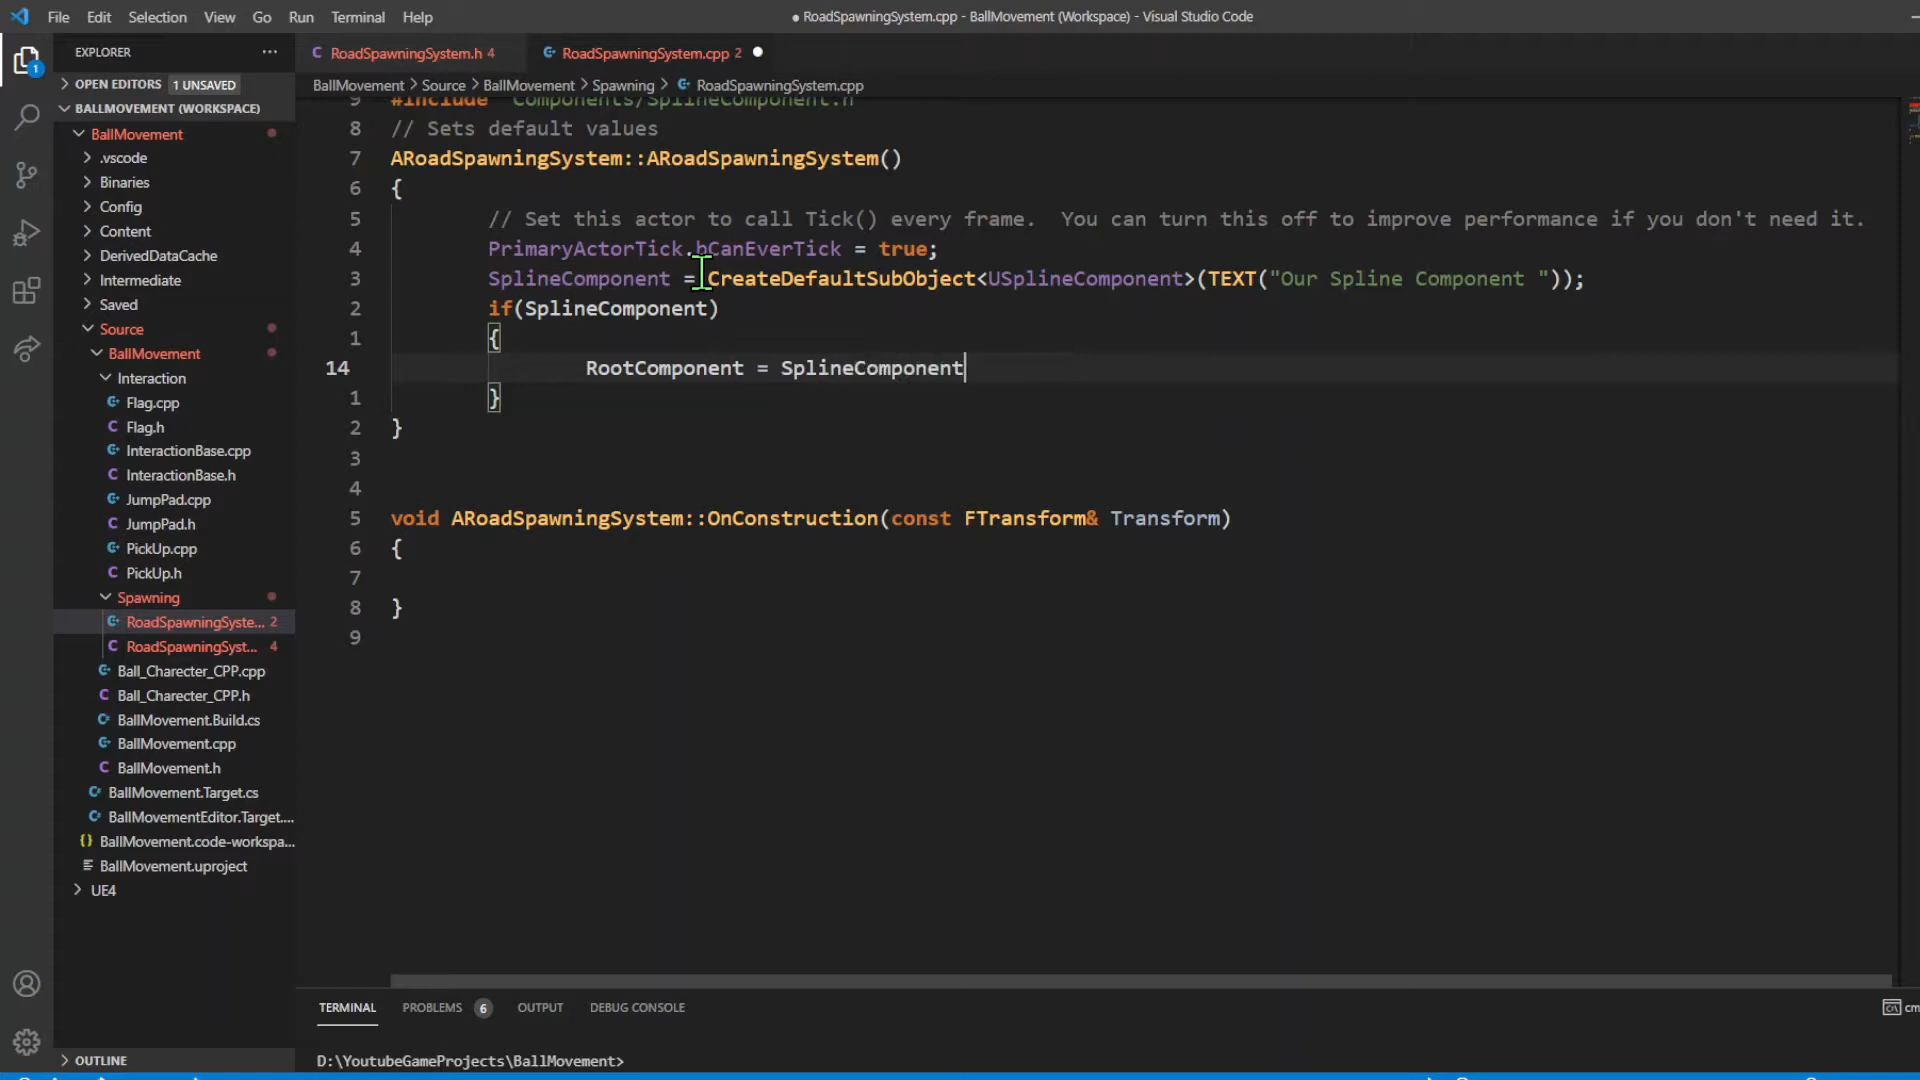 File Edit Selection View Go Run Terminal Help
● RoadSpawningSystem.cpp - BallMovement (Workspace) - Visual Studio Code
EXPLORER ...
OPEN EDITORS 1 UNSAVED
BALLMOVEMENT (WORKSPACE)
BallMovement
.vscode
Binaries
Config
Content
DerivedDataCache
Intermediate
Saved
Source
BallMovement
Interaction
Flag.cpp
Flag.h
InteractionBase.cpp
InteractionBase.h
JumpPad.cpp
JumpPad.h
PickUp.cpp
PickUp.h
Spawning
RoadSpawningSyste... 2
RoadSpawningSyst... 4
Ball_Charecter_CPP.cpp
Ball_Charecter_CPP.h
BallMovement.Build.cs
BallMovement.cpp
BallMovement.h
BallMovement.Target.cs
BallMovementEditor.Target....
BallMovement.code-workspa...
BallMovement.uproject
UE4
OUTLINE
1
RoadSpawningSystem.h 4
RoadSpawningSystem.cpp 2 ●
BallMovement > Source > BallMovement > Spawning > RoadSpawningSystem.cpp
9 #include "Components/SplineComponent.h"
8 // Sets default values
7 ARoadSpawningSystem::ARoadSpawningSystem()
6 {
5 // Set this actor to call Tick() every frame.  You can turn this off to improve performance if you don't need it.
4 PrimaryActorTick.bCanEverTick = true;
3 SplineComponent = CreateDefaultSubObject<USplineComponent>(TEXT("Our Spline Component "));
2 if(SplineComponent)
1 {
14 RootComponent = SplineComponent
1 }
2 }
3
4
5 void ARoadSpawningSystem::OnConstruction(const FTransform& Transform)
6 {
7
8 }
9
TERMINAL PROBLEMS 6 OUTPUT DEBUG CONSOLE
cm
D:\YoutubeGameProjects\BallMovement>